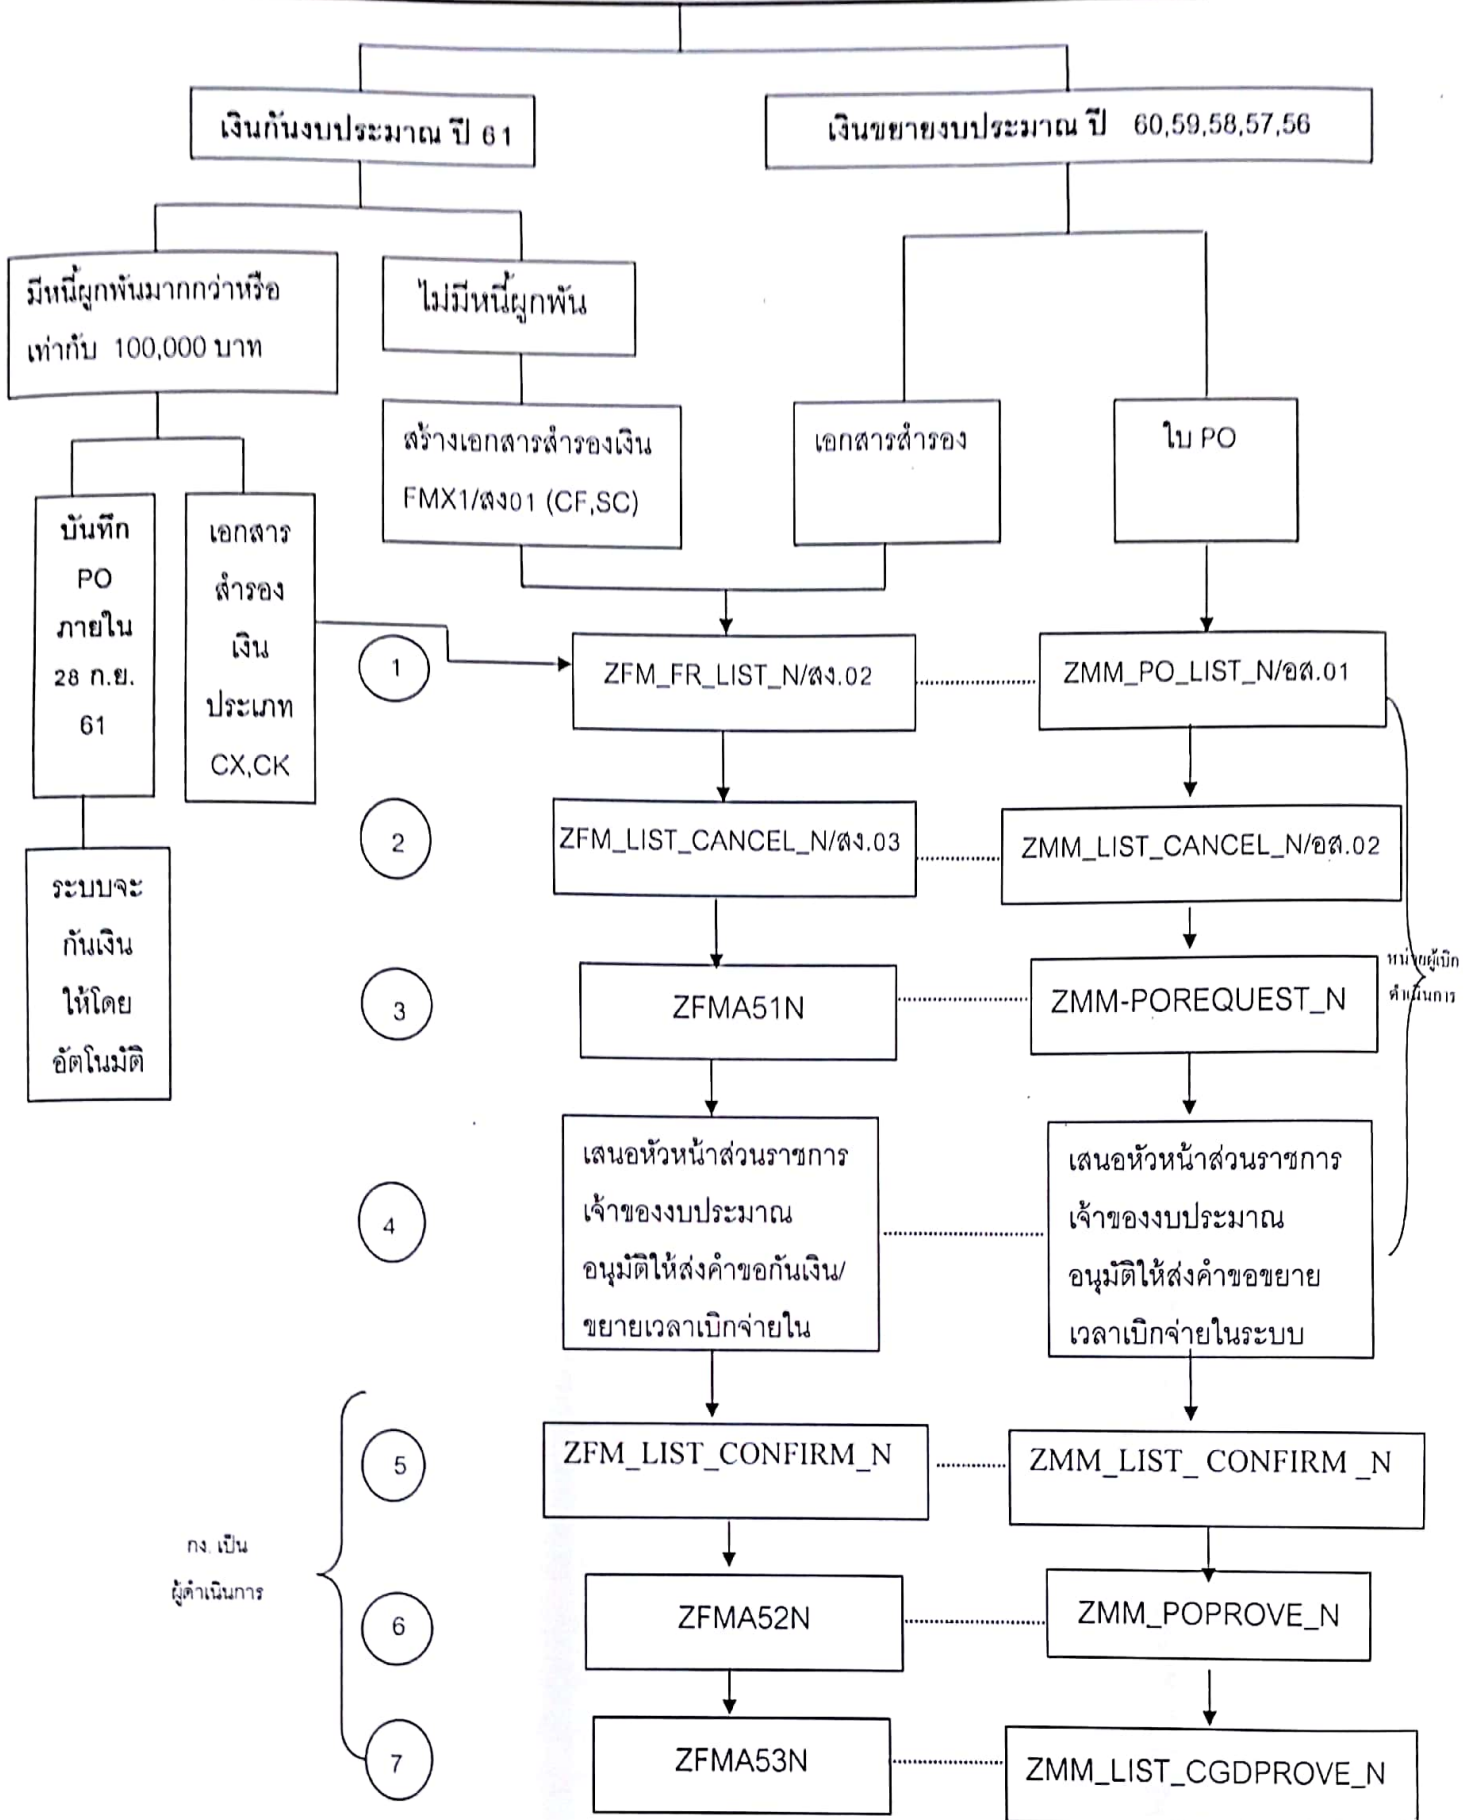 เงินกันงบประมาณ ปี 61
เงินขยายงบประมาณ ปี 60,59,58,57,56
มีหนี้ผูกพันมากกว่าหรือ
เท่ากับ 100,000 บาท
ไม่มีหนี้ผูกพัน
สร้างเอกสารสำรองเงิน
FMX1/สง01 (CF,SC)
เอกสารสำรอง
ใบ PO
บันทึก
PO
ภายใน
28 ก.ย.
61
เอกสาร
สำรอง
เงิน
ประเภท
CX,CK
ระบบจะ
กันเงิน
ให้โดย
อัตโนมัติ
1
ZFM_FR_LIST_N/สง.02
ZMM_PO_LIST_N/อส.01
2
ZFM_LIST_CANCEL_N/สง.03
ZMM_LIST_CANCEL_N/อส.02
3
ZFMA51N
ZMM-POREQUEST_N
หน่วยผู้เบิก
ดำเนินการ
4
เสนอหัวหน้าส่วนราชการ
เจ้าของงบประมาณ
อนุมัติให้ส่งคำขอกันเงิน/
ขยายเวลาเบิกจ่ายใน
เสนอหัวหน้าส่วนราชการ
เจ้าของงบประมาณ
อนุมัติให้ส่งคำขอขยาย
เวลาเบิกจ่ายในระบบ
5
ZFM_LIST_CONFIRM_N
ZMM_LIST_ CONFIRM _N
กง. เป็น
ผู้ดำเนินการ
6
ZFMA52N
ZMM_POPROVE_N
7
ZFMA53N
ZMM_LIST_CGDPROVE_N